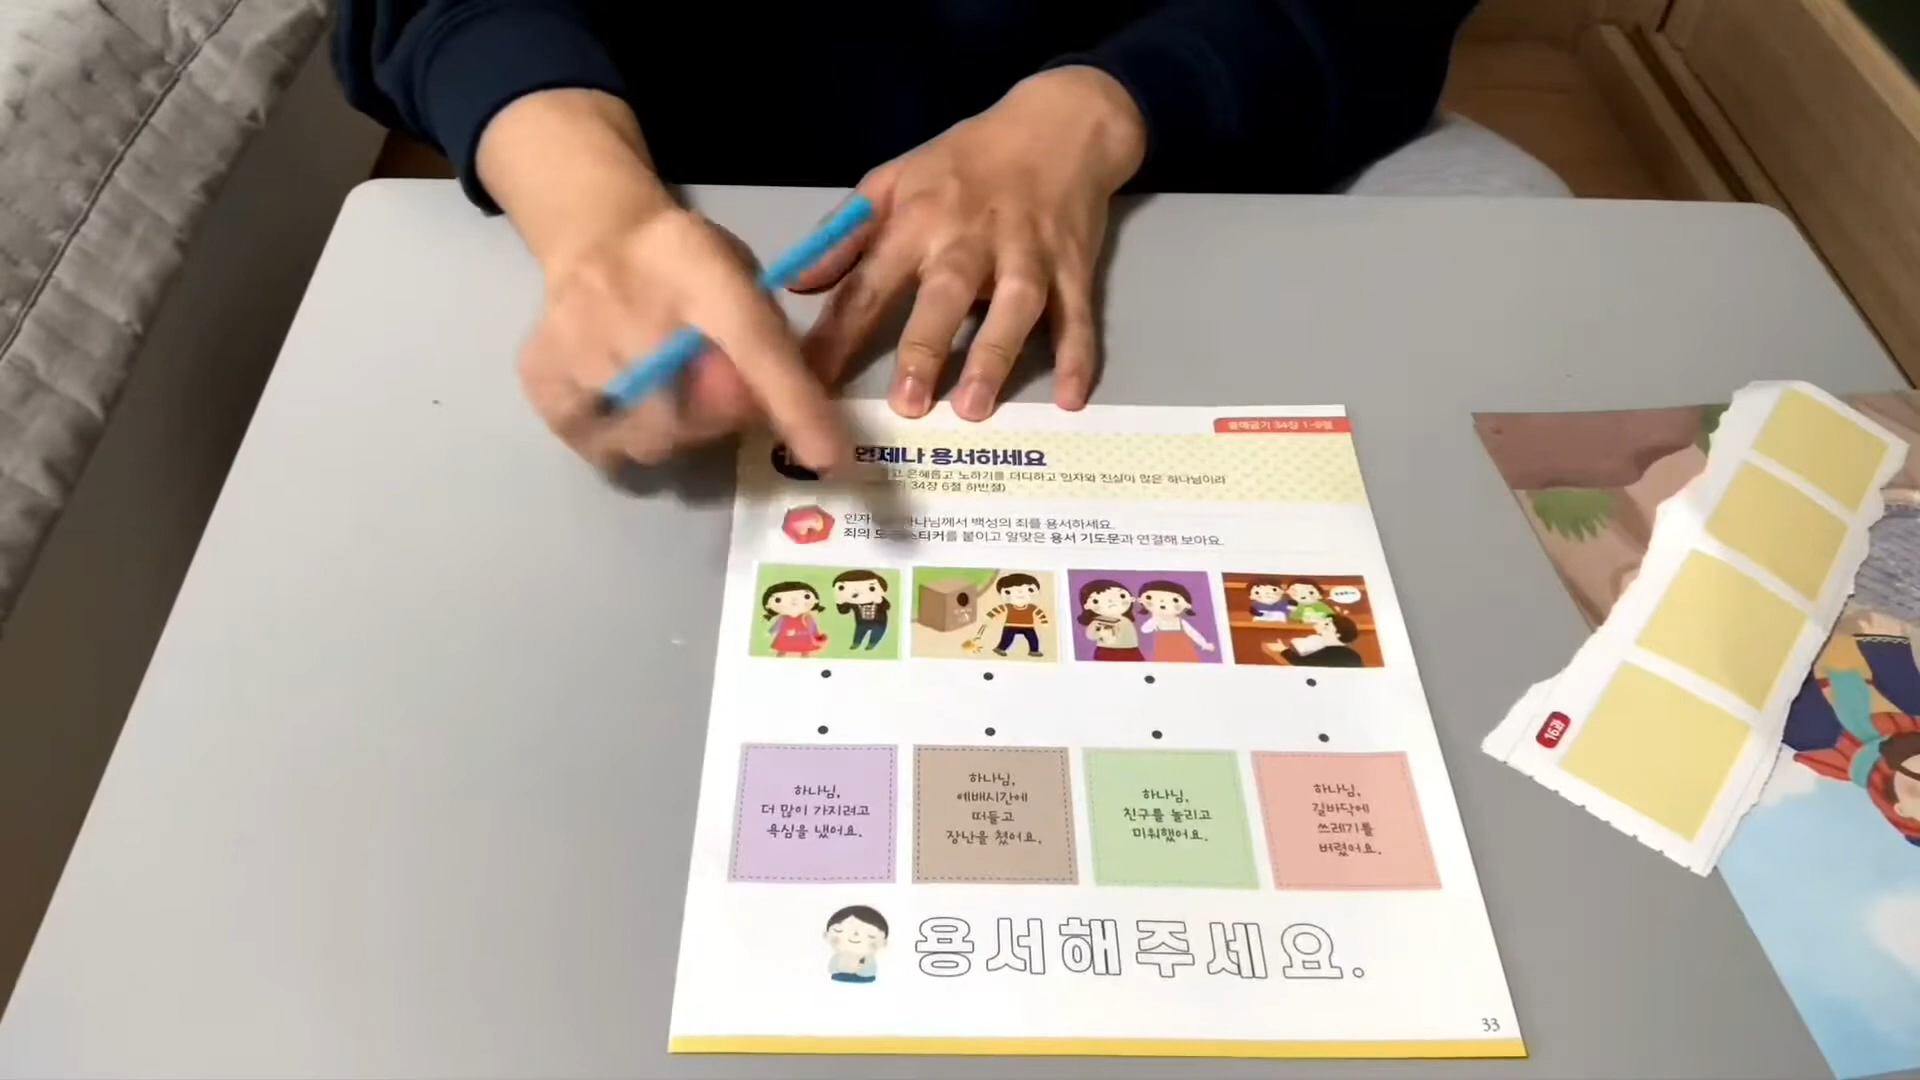 출애굽기 34장 1-9절
언제나 용서하세요
은혜롭고 노하기를 더디하고 인자와 진실이 많은 하나님이라
34장 6절 하반절)
하나님께서 백성의 죄를 용서하세요.
죄의 스티커를 붙이고 알맞은 용서 기도문과 연결해 보아요.
하나님,
더 많이 가지려고
욕심을 냈어요.
하나님,
예배시간에
떠들고
장난을 쳤어요.
하나님,
친구를 놀리고
미워했어요.
하나님,
길바닥에
쓰레기를
버렸어요.
용서해주세요.
33
16과